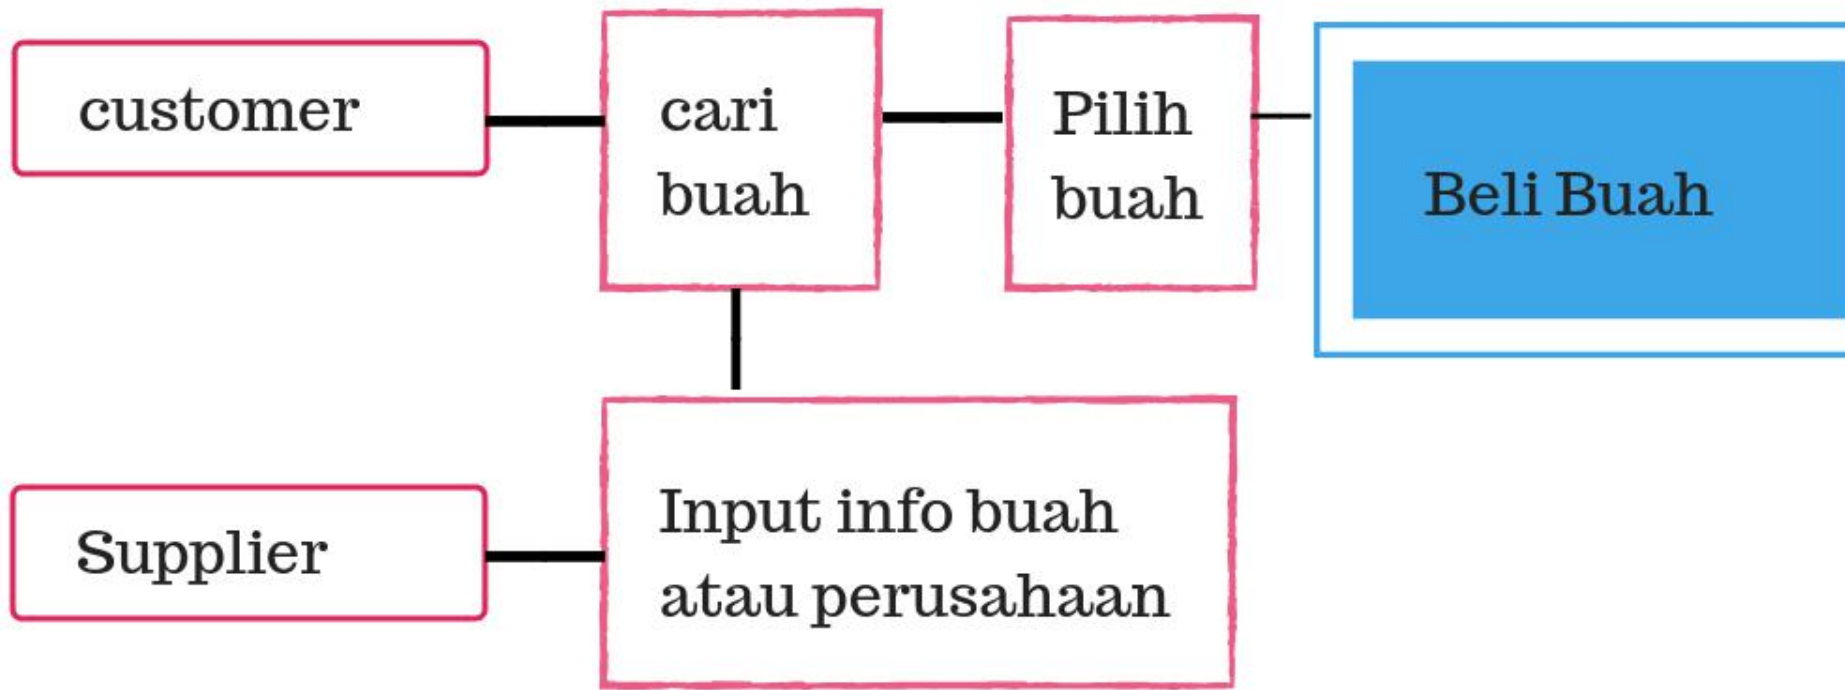 customer
cari
buah
Pilih
buah
Beli Buah
Supplier
Input info buah
atau perusahaan